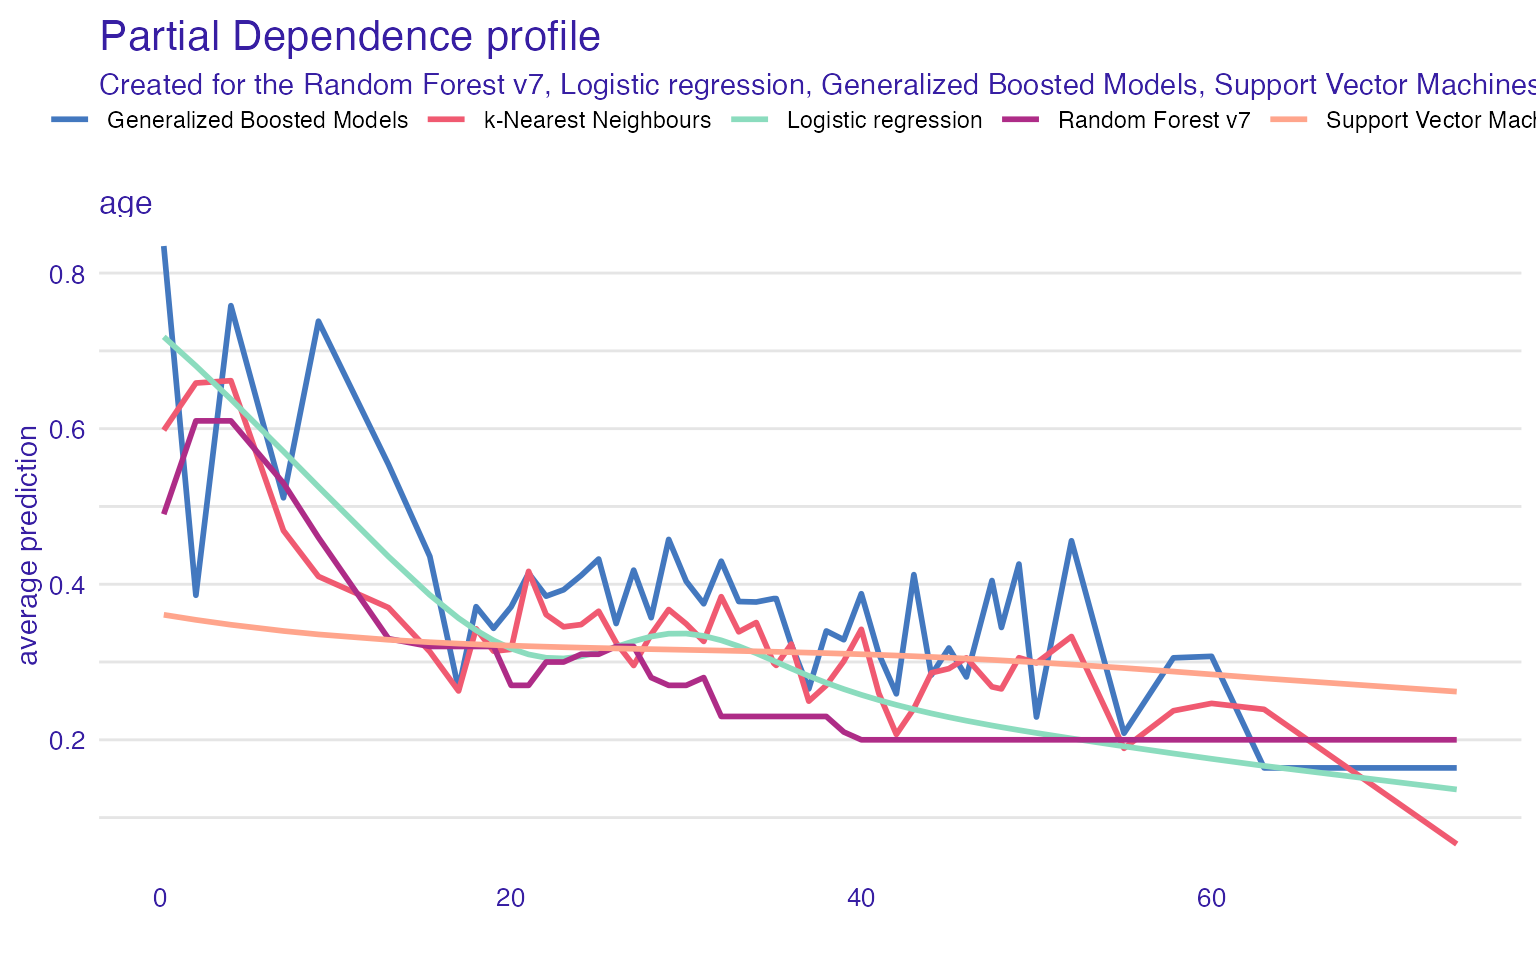 Partial Dependence profile
Created for the Random Forest v7, Logistic regression, Generalized Boosted Models, Support Vector Machines
Generalized Boosted Models k-Nearest Neighbours Logistic regression Random Forest v7 Support Vector
age
average prediction
0.8
0.6
0.4
0.2
0 20 40 60